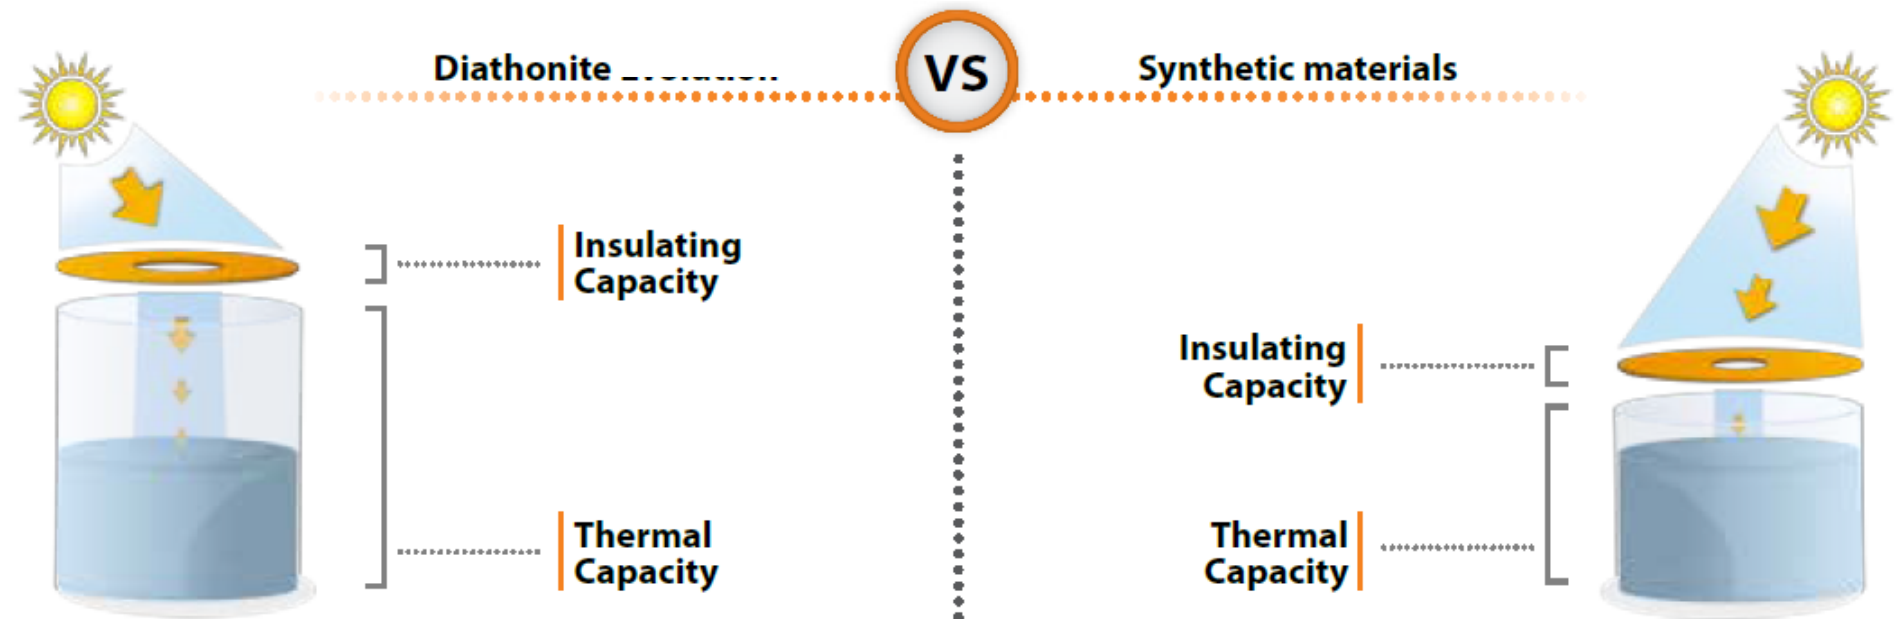 Diathonite
VS
Synthetic materials
Insulating
Capacity
Thermal
Capacity
Insulating
Capacity
Thermal
Capacity